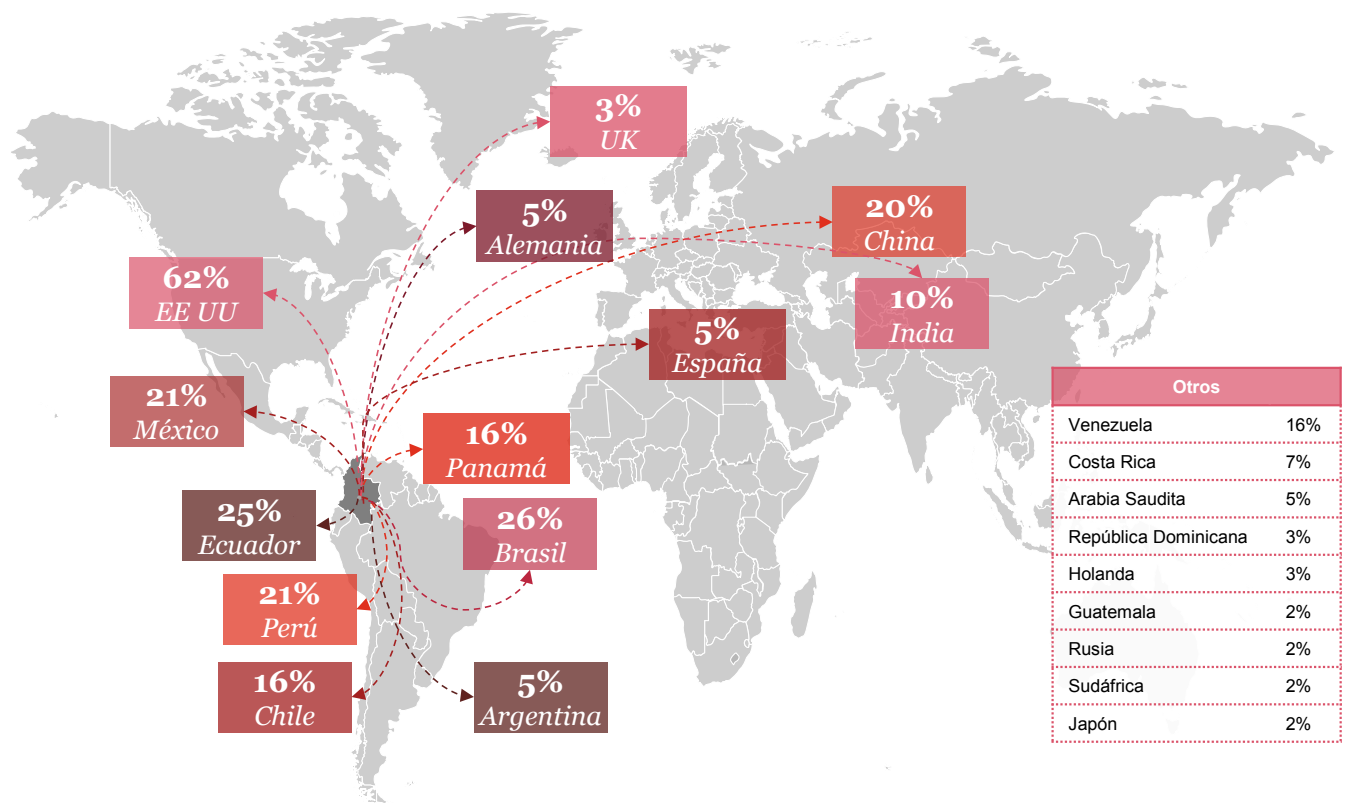 3%
UK
5%
Alemania
20%
China
62%
EE UU
10%
India
5%
España
21%
México
16%
Panamá
25%
Ecuador
26%
Brasil
21%
Perú
16%
Chile
5%
Argentina
Otros
Venezuela 16%
Costa Rica 7%
Arabia Saudita 5%
República Dominicana 3%
Holanda 3%
Guatemala 2%
Rusia 2%
Sudáfrica 2%
Japón 2%